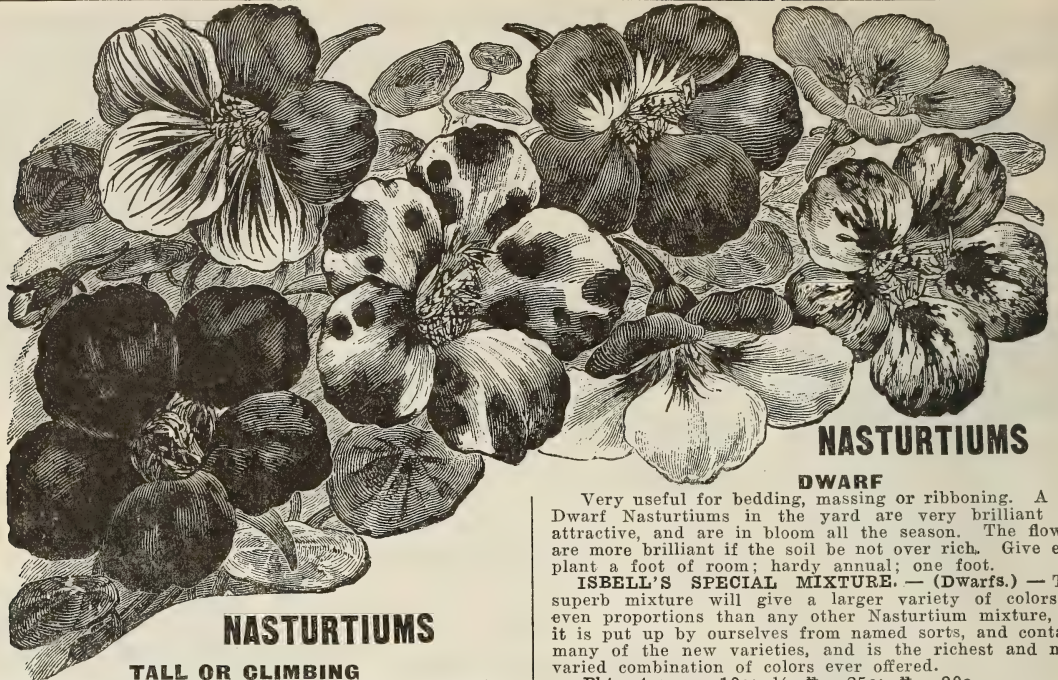 NASTURTIUMS
DWARF
Very useful for bedding, massing or ribboning. A
Dwarf Nasturtiums in the yard are very brilliant
attractive, and are in bloom all the season. The flow
are more brilliant if the soil be not over rich. Give e
plant a foot of room; hardy annual; one foot.
ISBELL'S SPECIAL MIXTURE. — (Dwarfs.) — T
superb mixture will give a larger variety of colors
even proportions than any other Nasturtium mixture,
it is put up by ourselves from named sorts, and conta
many of the new varieties, and is the richest and m
varied combination of colors ever offered.
NASTURTIUMS
TALL OR CLIMBING